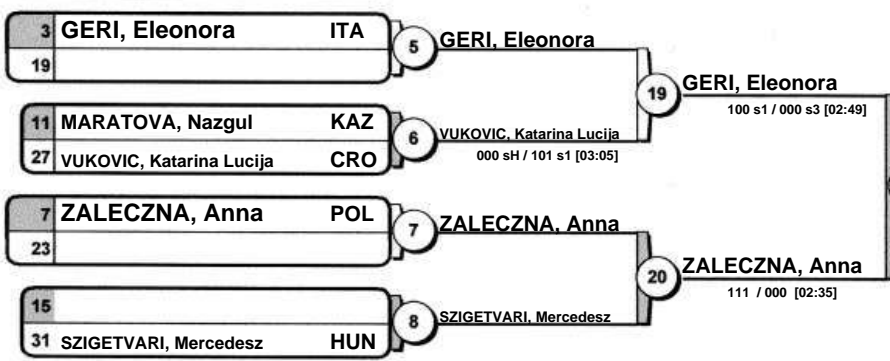 3 GERI, Eleonora ITA
19
5 GERI, Eleonora
11 MARATOVA, Nazgul KAZ
27 VUKOVIC, Katarina Lucija CRO
6 VUKOVIC, Katarina Lucija
000 sH / 101 s1 [03:05]
19 GERI, Eleonora
100 s1 / 000 s3 [02:49]
7 ZALECZNA, Anna POL
23
7 ZALECZNA, Anna
15
31 SZIGETVARI, Mercedesz HUN
8 SZIGETVARI, Mercedesz
20 ZALECZNA, Anna
111 / 000 [02:35]